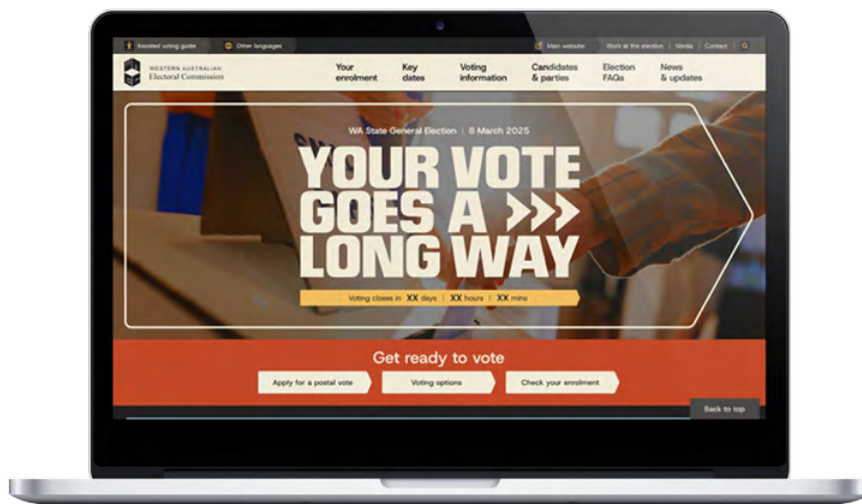 Assisted voting guide
Other languages
Main website
Work at the election | Media | Contact
WESTERN AUSTRALIAN
Electoral Commission
Your enrolment
Key dates
Voting information
Candidates & parties
Election FAQs
News & updates
WA State General Election | 8 March 2025
YOUR VOTE
GOES A >>>
LONG WAY
Voting closes in XX days | XX hours | XX mins
Get ready to vote
Apply for a postal vote
Voting options
Check your enrolment
Back to top